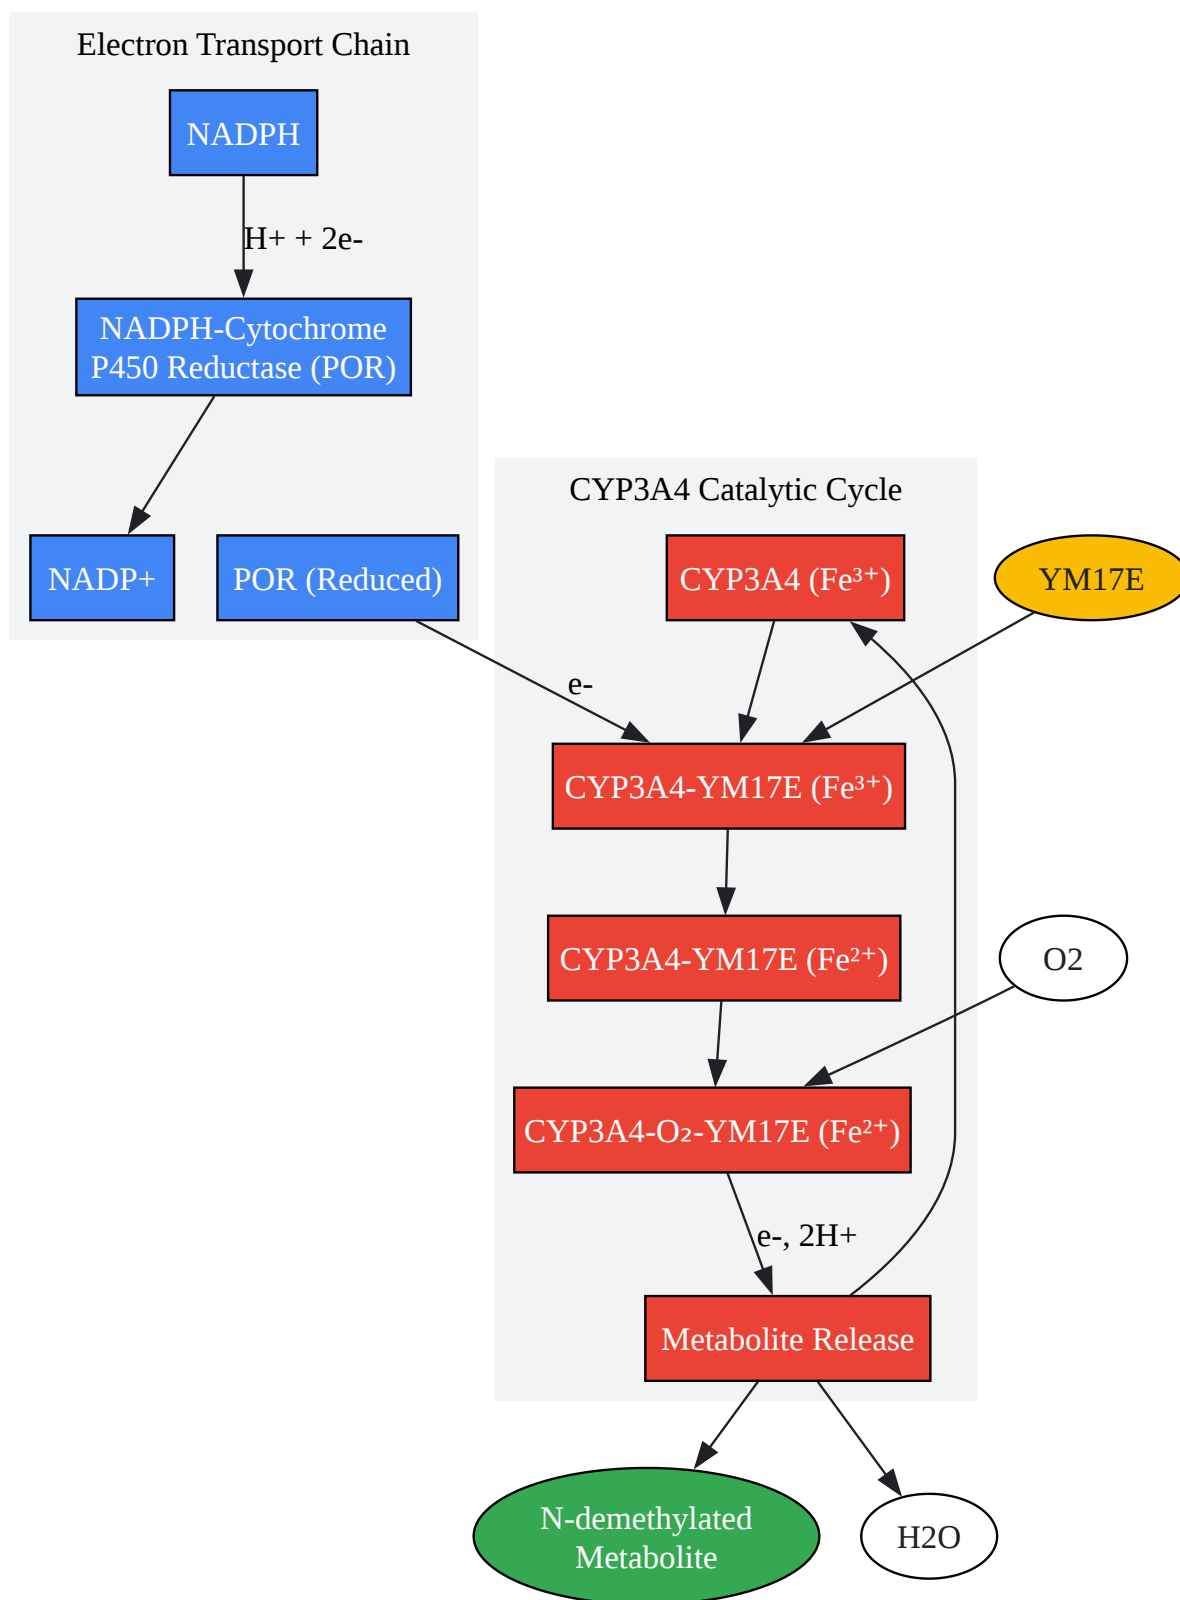 Electron Transport Chain
NADPH
H+ + 2e-
NADPH-Cytochrome
P450 Reductase (POR)
NADP+
POR (Reduced)
e-
CYP3A4 Catalytic Cycle
CYP3A4 (Fe³⁺)
YM17E
CYP3A4-YM17E (Fe³⁺)
CYP3A4-YM17E (Fe²⁺)
O2
CYP3A4-O₂-YM17E (Fe²⁺)
e-, 2H+
Metabolite Release
N-demethylated
Metabolite
H2O